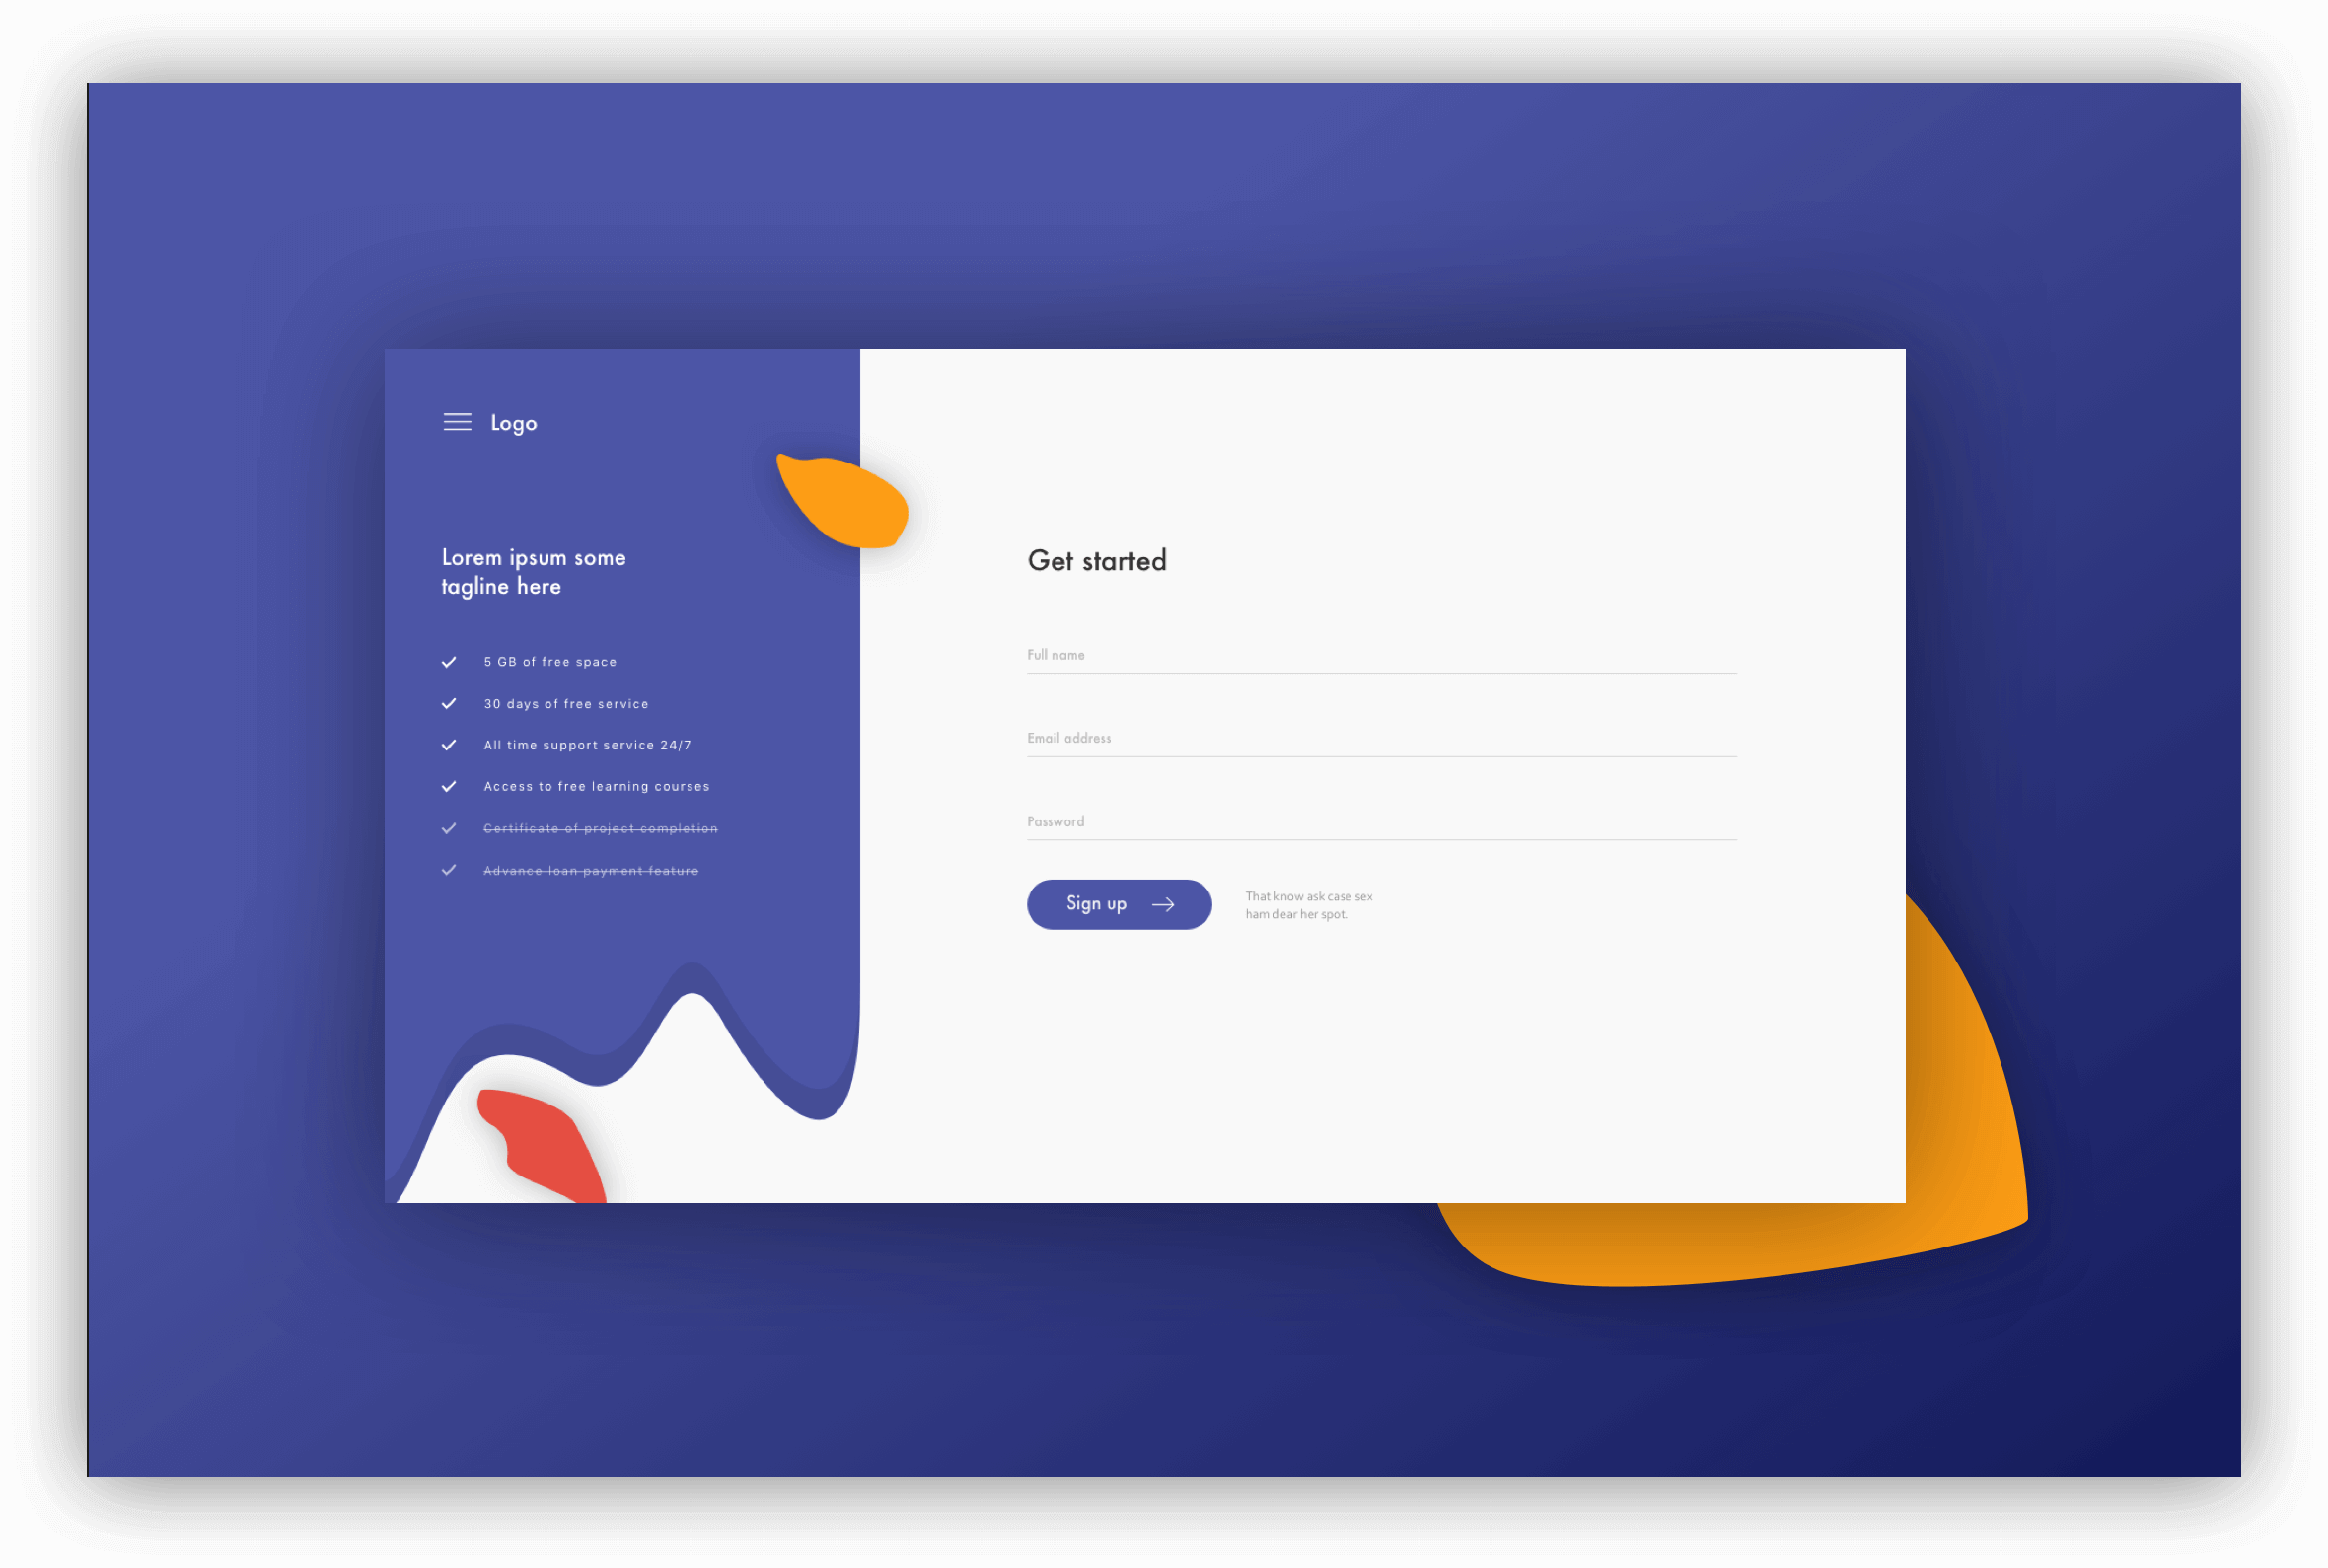 Logo
Lorem ipsum some
tagline here
5 GB of free space
30 days of free service
All time support service 24/7
Access to free learning courses
Certificate of project completion
Advance loan payment feature
Get started
Full name
Email address
Password
Sign up
That know ask case sex
ham dear her spot.